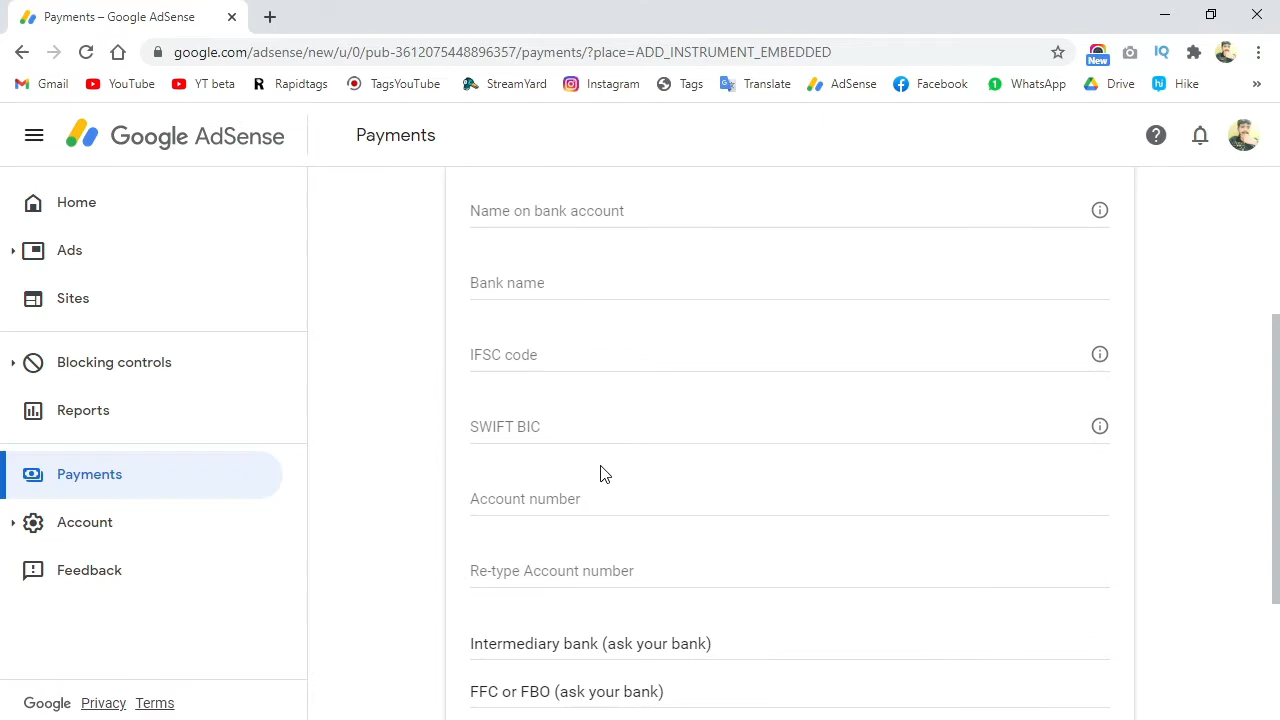 Payments – Google AdSense
google.com/adsense/new/u/0/pub-3612075448896357/payments/?place=ADD_INSTRUMENT_EMBEDDED
New
IQ
Gmail YouTube YT beta Rapidtags TagsYouTube StreamYard Instagram Tags Translate AdSense Facebook WhatsApp Drive Hike »
Google AdSense
Payments
Home
Ads
Sites
Blocking controls
Reports
Payments
Account
Feedback
Google Privacy Terms
Name on bank account
Bank name
IFSC code
SWIFT BIC
Account number
Re-type Account number
Intermediary bank (ask your bank)
FFC or FBO (ask your bank)